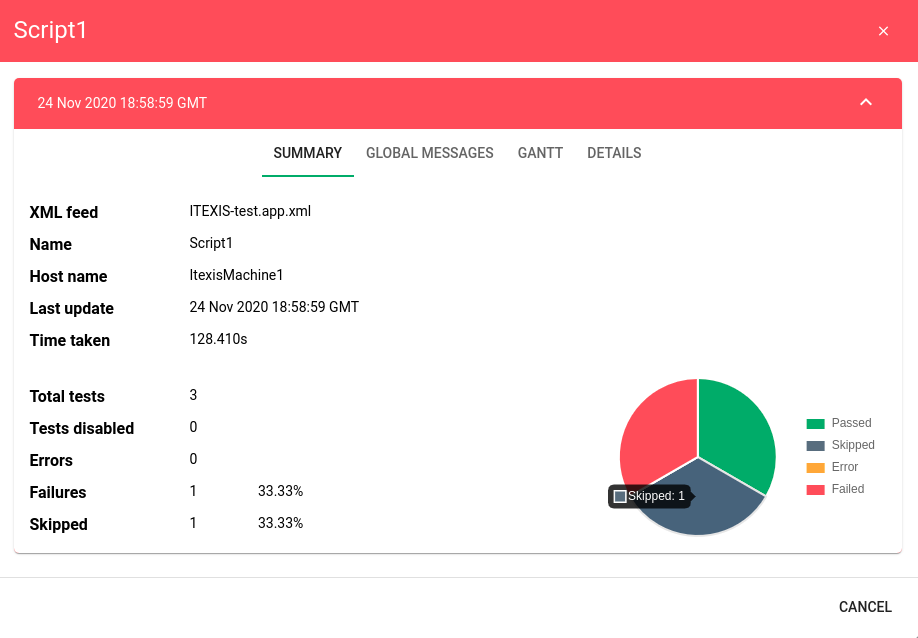 Script1
×
24 Nov 2020 18:58:59 GMT
SUMMARY GLOBAL MESSAGES GANTT DETAILS
XML feed ITEXIS-test.app.xml
Name Script1
Host name ItexisMachine1
Last update 24 Nov 2020 18:58:59 GMT
Time taken 128.410s
Total tests 3
Tests disabled 0
Errors 0
Failures 1 33.33%
Skipped 1 33.33%
Skipped: 1
Passed
Skipped
Error
Failed
CANCEL